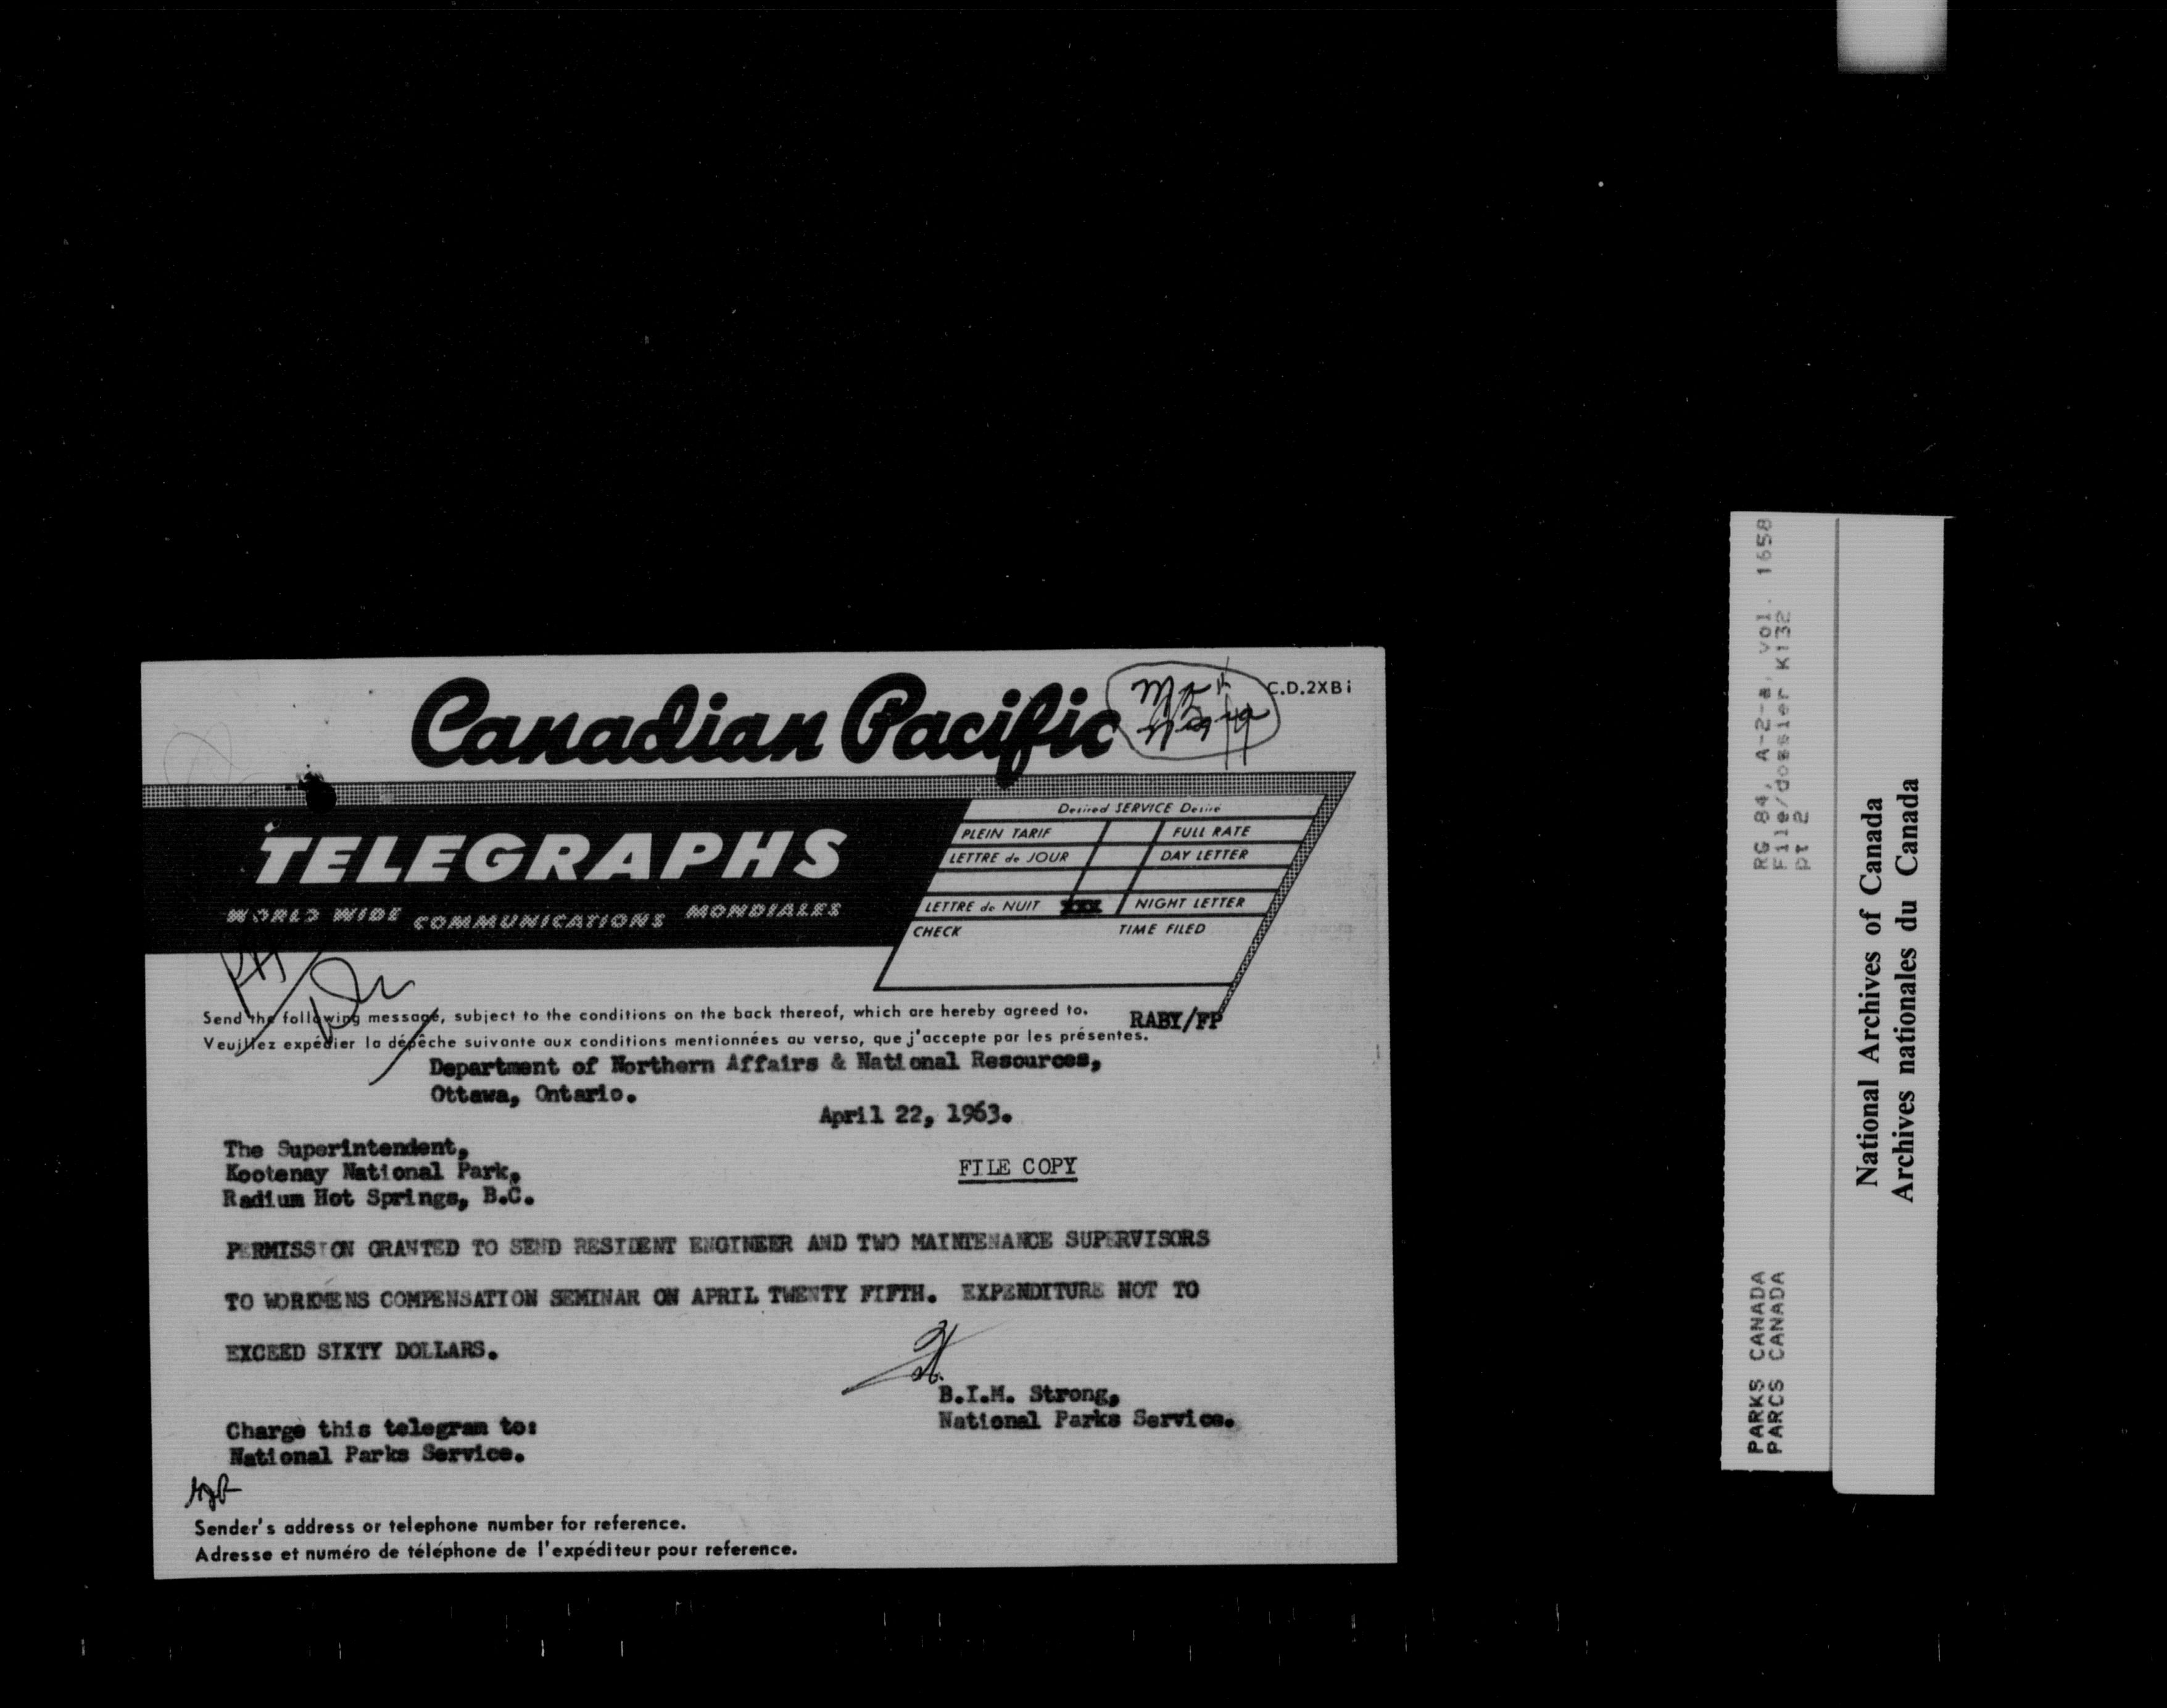 Canadian Pacific
C.D.2XBi
TELEGRAPHS
WORLD WIDE COMMUNICATIONS MONDIALES
Desired SERVICE Desiré
PLEIN TARIF FULL RATE
LETTRE de JOUR DAY LETTER
LETTRE de NUIT XXX NIGHT LETTER
CHECK TIME FILED
Send the following message, subject to the conditions on the back thereof, which are hereby agreed to.
RABY/FP
Veuillez expédier la dépêche suivante aux conditions mentionnées au verso, que j'accepte par les présentes.
Department of Northern Affairs & National Resources,
Ottawa, Ontario.
April 22, 1963.
The Superintendent,
Kootenay National Park,
Radium Hot Springs, B.C.
FILE COPY
PERMISSION GRANTED TO SEND RESIDENT ENGINEER AND TWO MAINTENANCE SUPERVISORS
TO WORKMENS COMPENSATION SEMINAR ON APRIL TWENTY FIFTH. EXPENDITURE NOT TO
EXCEED SIXTY DOLLARS.
B.I.M. Strong,
National Parks Service.
Charge this telegram to:
National Parks Service.
Sender's address or telephone number for reference.
Adresse et numéro de téléphone de l'expéditeur pour reference.
RG 84, A-2-a, vol. 1658
File/dossier K132
pt 2
PARKS CANADA
PARCS CANADA
National Archives of Canada
Archives nationales du Canada